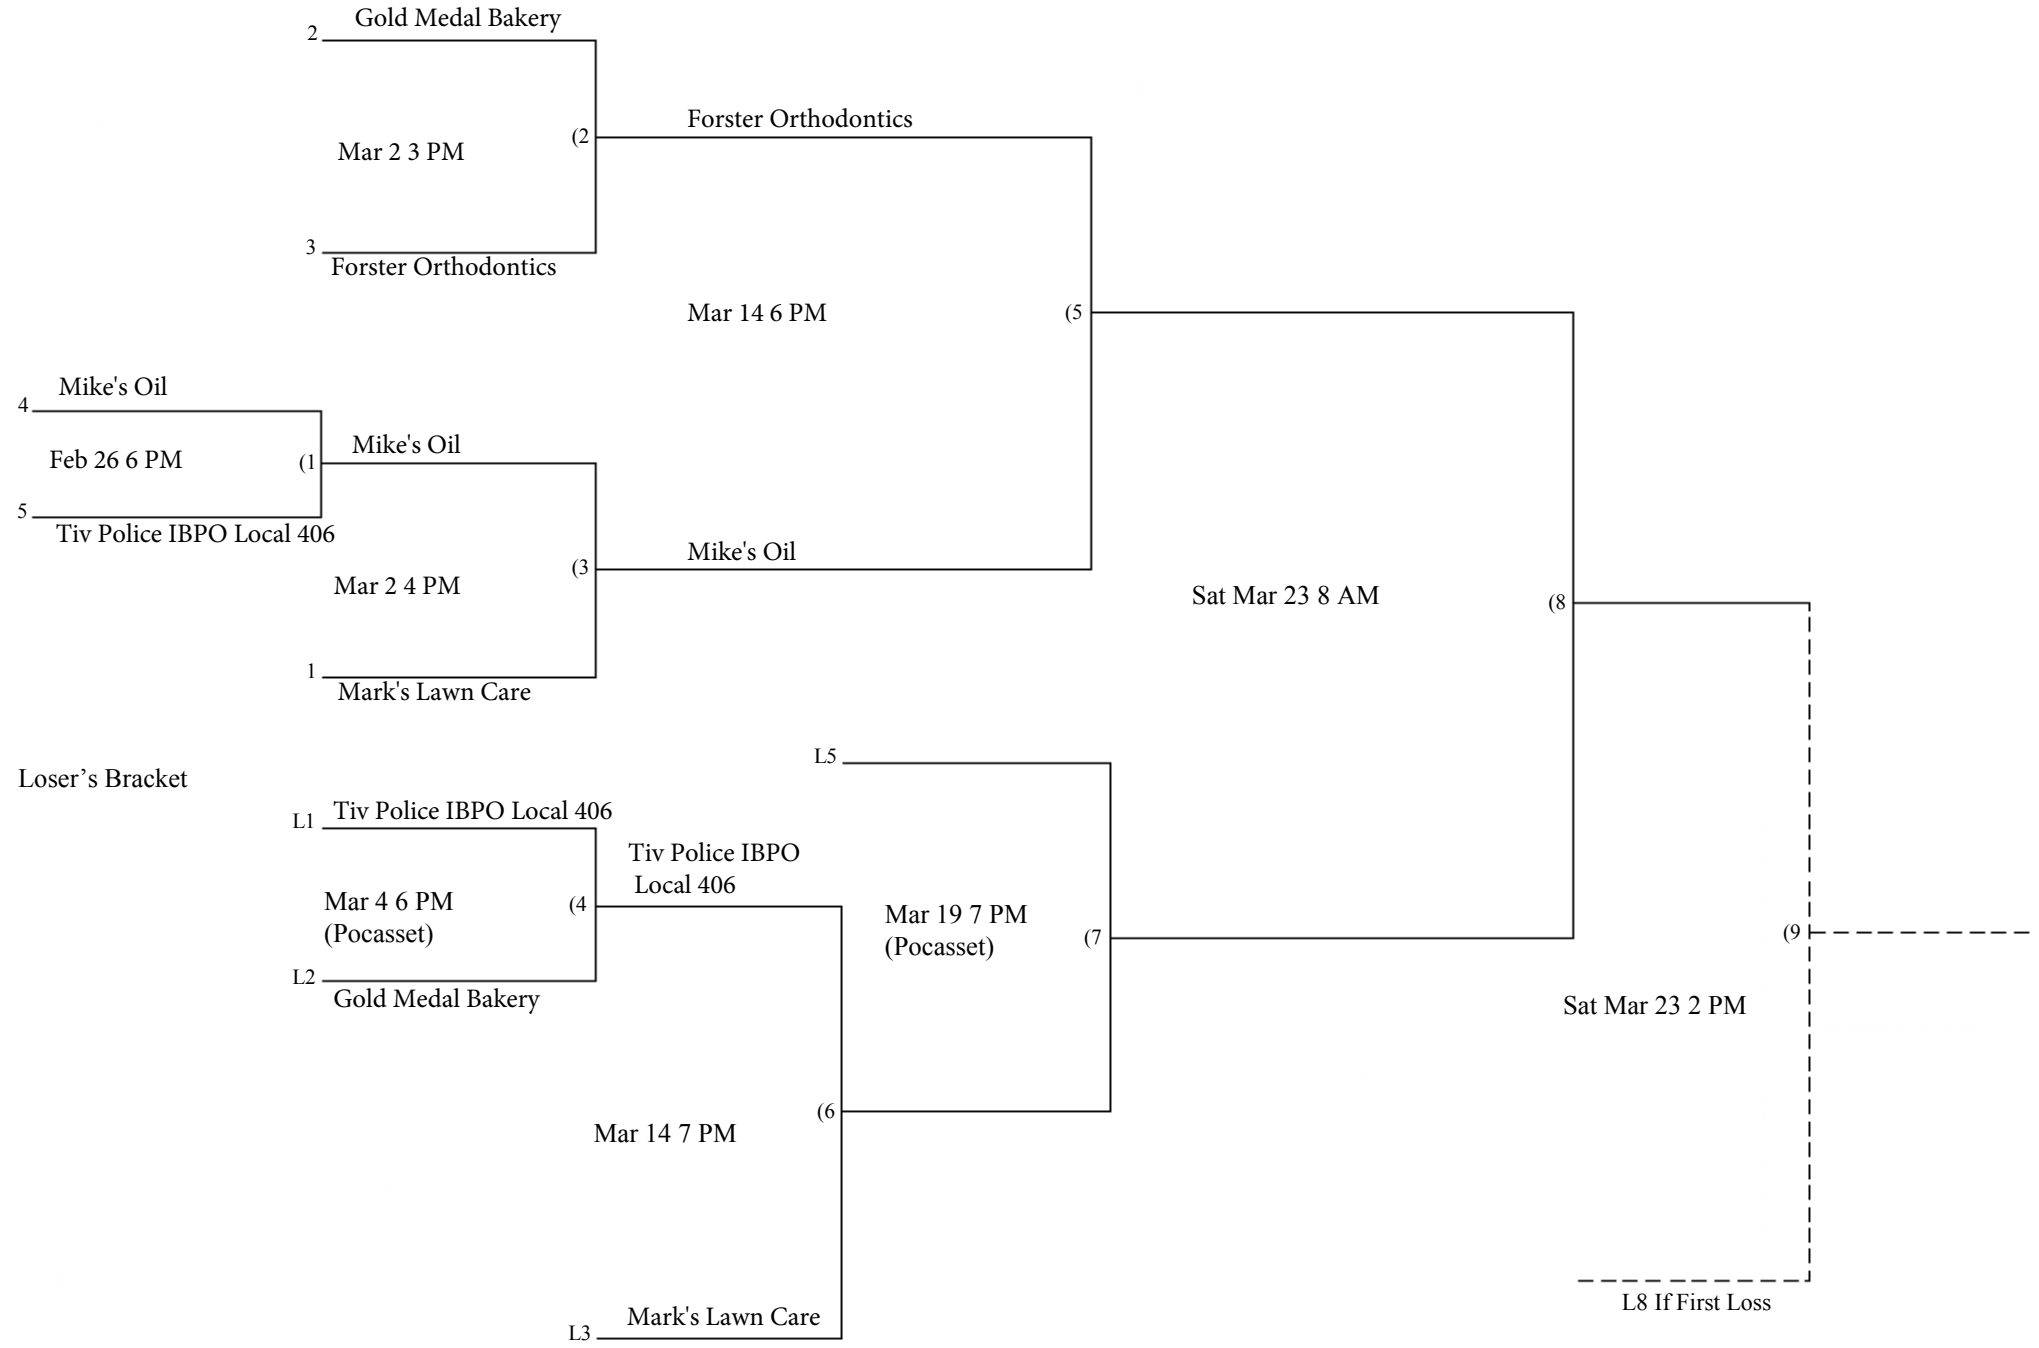 Gold Medal Bakery
2
Forster Orthodontics
(2
Mar 2 3 PM
3
Forster Orthodontics
Mar 14 6 PM
(5
Mike's Oil
4
Mike's Oil
Feb 26 6 PM
(1
5
Tiv Police IBPO Local 406
Mike's Oil
(3
Mar 2 4 PM
Sat Mar 23 8 AM
(8
1
Mark's Lawn Care
L5
Loser’s Bracket
Tiv Police IBPO Local 406
L1
Tiv Police IBPO
Local 406
Mar 4 6 PM
(Pocasset)
(4
Mar 19 7 PM
(Pocasset)
(7
(9
L2
Gold Medal Bakery
Sat Mar 23 2 PM
(6
Mar 14 7 PM
L8 If First Loss
Mark's Lawn Care
L3